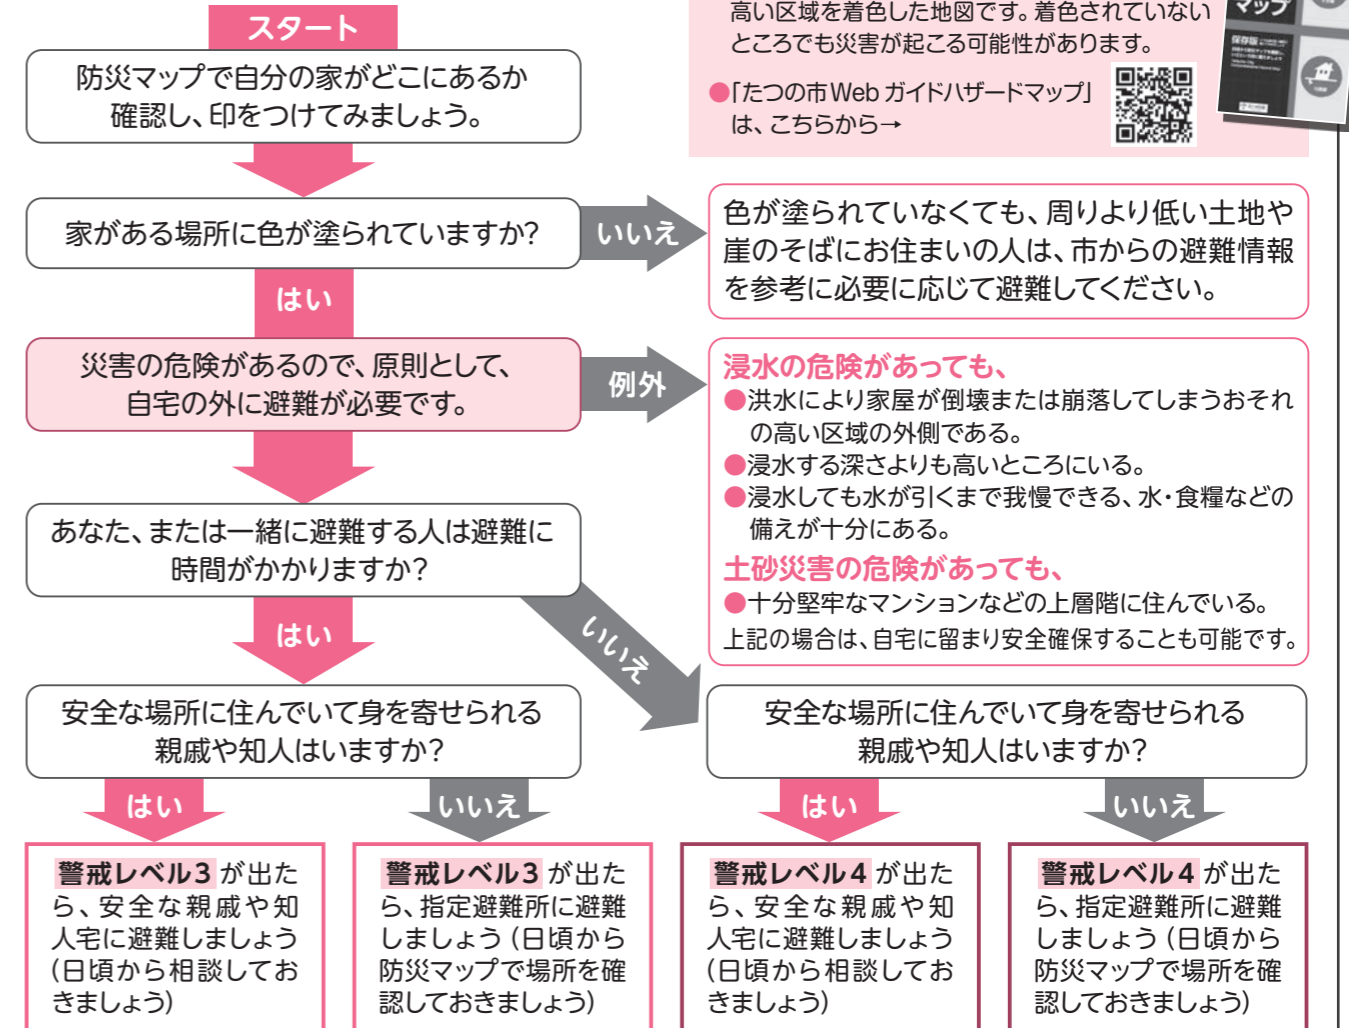 高い区域を着色した地図です。着色されていない
ところでも災害が起こる可能性があります。
●「たつの市Web ガイドハザードマップ」
は、こちらから→
マップ
保存版
スタート
防災マップで自分の家がどこにあるか
確認し、印をつけてみましょう。
家がある場所に色が塗られていますか?
いいえ
色が塗られていなくても、周りより低い土地や
崖のそばにお住まいの人は、市からの避難情報
を参考に必要に応じて避難してください。
はい
災害の危険があるので、原則として、
自宅の外に避難が必要です。
例外
浸水の危険があっても、
●洪水により家屋が倒壊または崩落してしまうおそれ
の高い区域の外側である。
●浸水する深さよりも高いところにいる。
●浸水しても水が引くまで我慢できる、水・食糧などの
備えが十分にある。
土砂災害の危険があっても、
●十分堅牢なマンションなどの上層階に住んでいる。
上記の場合は、自宅に留まり安全確保することも可能です。
あなた、または一緒に避難する人は避難に
時間がかかりますか?
はい
いいえ
安全な場所に住んでいて身を寄せられる
親戚や知人はいますか?
はい
いいえ
安全な場所に住んでいて身を寄せられる
親戚や知人はいますか?
はい
いいえ
警戒レベル3 が出た
ら、安全な親戚や知
人宅に避難しましょう
(日頃から相談してお
きましょう)
警戒レベル3 が出た
ら、指定避難所に避難
しましょう(日頃から
防災マップで場所を確
認しておきましょう)
警戒レベル4 が出た
ら、安全な親戚や知
人宅に避難しましょう
(日頃から相談してお
きましょう)
警戒レベル4 が出た
ら、指定避難所に避難
しましょう(日頃から
防災マップで場所を確
認しておきましょう)